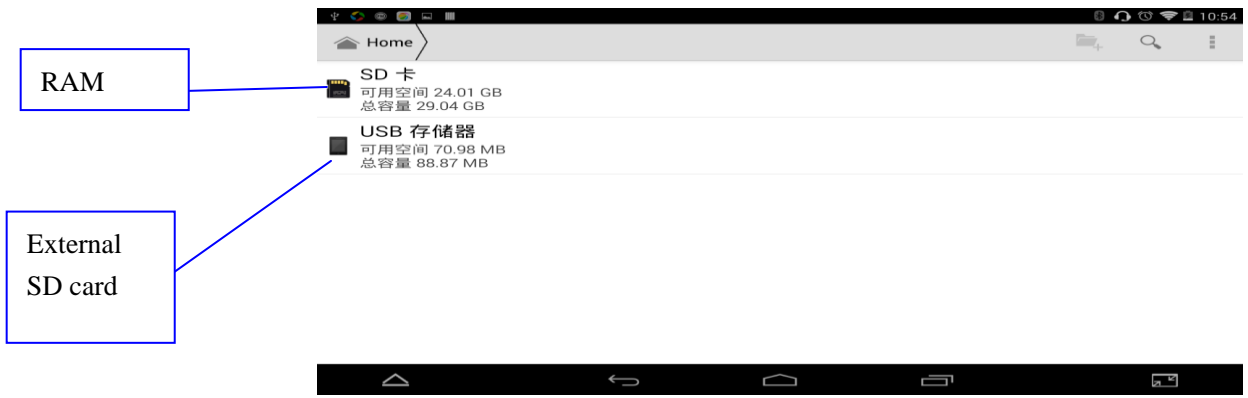 10:54
Home
RAM
SD 卡
可用空间 24.01 GB
总容量 29.04 GB
USB 存储器
可用空间 70.98 MB
总容量 88.87 MB
External
SD card